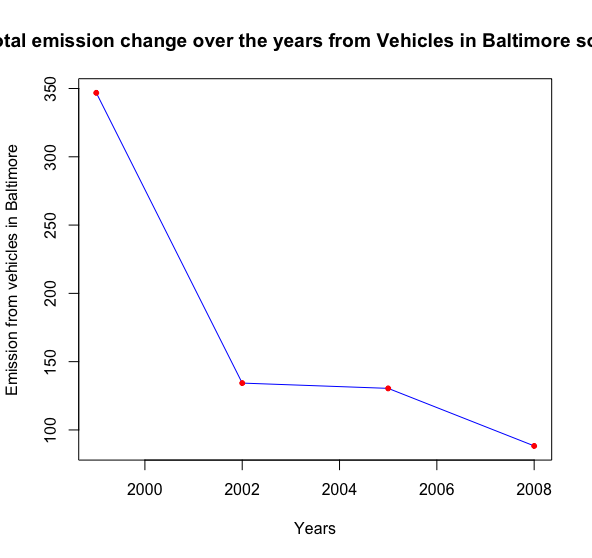 otal emission change over the years from Vehicles in Baltimore so
Emission from vehicles in Baltimore
350
300
250
200
150
100
2000 2002 2004 2006 2008
Years